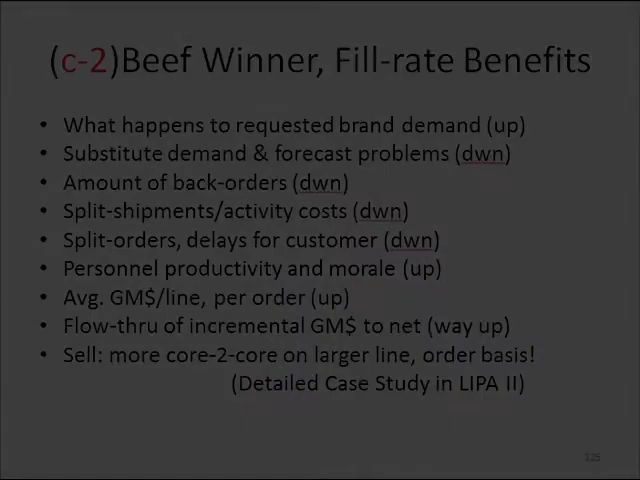 (c-2)Beef Winner, Fill-rate Benefits
• What happens to requested brand demand (up)
• Substitute demand & forecast problems (dwn)
• Amount of back-orders (dwn)
• Split-shipments/activity costs (dwn)
• Split-orders, delays for customer (dwn)
• Personnel productivity and morale (up)
• Avg. GM$/line, per order (up)
• Flow-thru of incremental GM$ to net (way up)
• Sell: more core-2-core on larger line, order basis!
(Detailed Case Study in LIPA II)
125